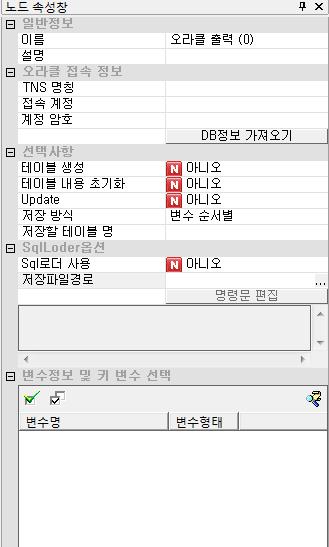 노드 속성창
일반정보
이름 오라클 출력 (0)
설명
오라클 접속 정보
TNS 명칭
접속 계정
계정 암호
DB정보 가져오기
선택사항
테이블 생성 N 아니오
테이블 내용 초기화 N 아니오
Update N 아니오
저장 방식 변수 순서별
저장할 테이블 명
SqlLoder옵션
Sql로더 사용 N 아니오
저장파일경로 ...
명령문 편집
변수정보 및 키 변수 선택
변수명 변수형태